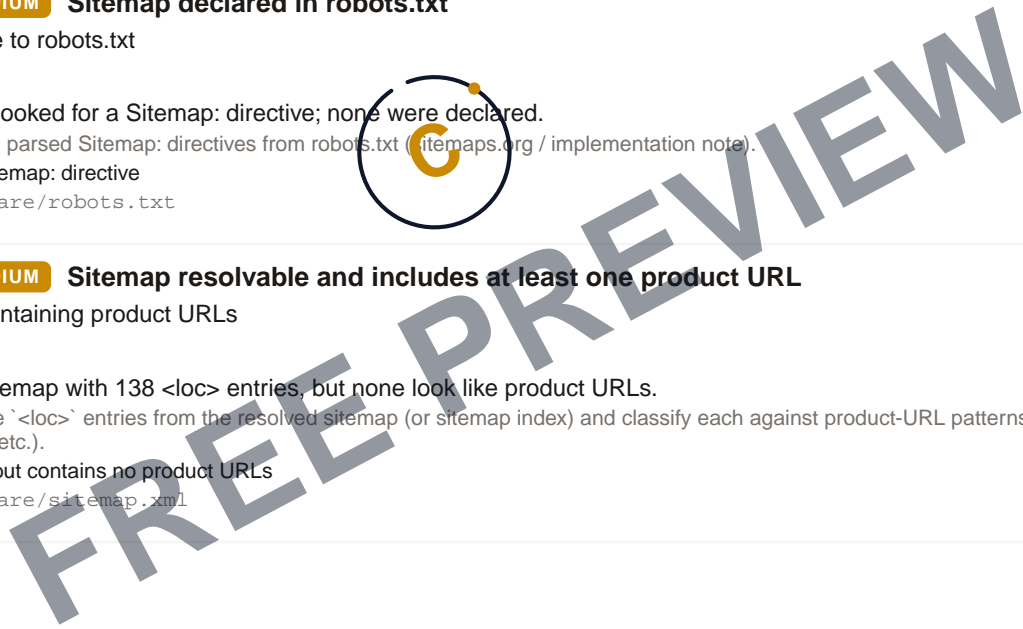 IUM Sitemap declared in robots.txt
e to robots.txt
ooked for a Sitemap: directive; none were declared.
parsed Sitemap: directives from robots.txt (sitemaps.org / implementation note).
emap: directive
are/robots.txt
C
DIUM Sitemap resolvable and includes at least one product URL
ntaining product URLs
emap with 138 <loc> entries, but none look like product URLs.
e `<loc>` entries from the resolved sitemap (or sitemap index) and classify each against product-URL patterns
etc.).
out contains no product URLs
are/sitemap.xml
FREE PREVIEW